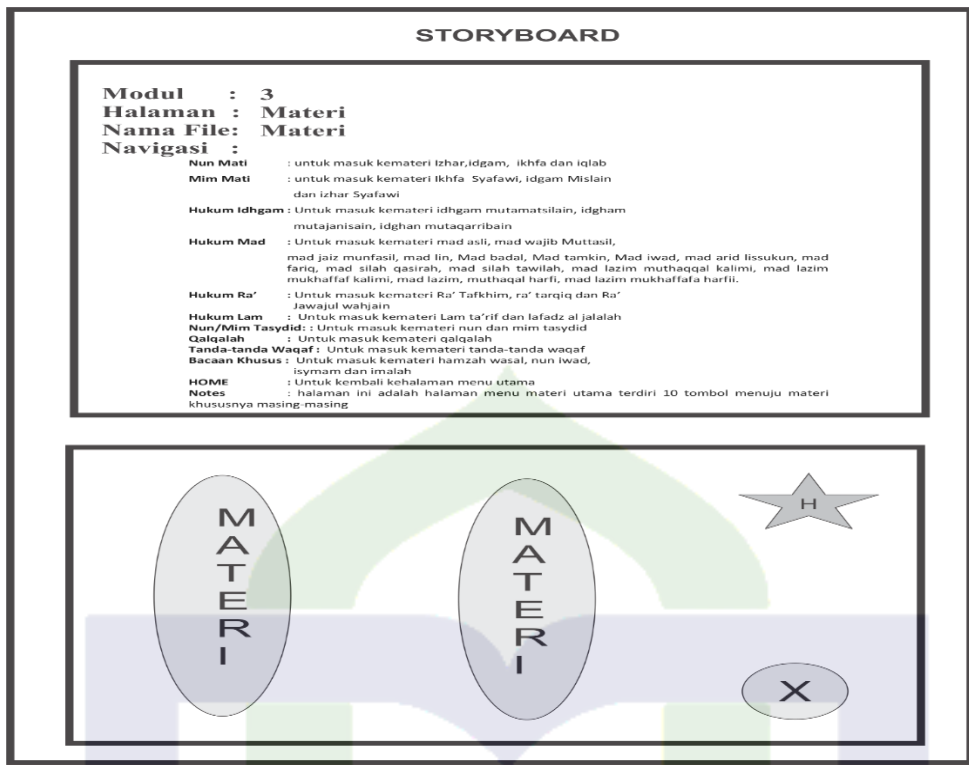 STORYBOARD
Modul : 3
Halaman : Materi
Nama File: Materi
Navigasi :
Nun Mati : untuk masuk kemateri Izhar,idgam, ikhfa dan iqlab
Mim Mati : untuk masuk kemateri Ikhfa Syafawi, idgam Mislain
dan izhar Syafawi
Hukum Idhgam : Untuk masuk kemateri idhgam mutamatsilain, idgham
mutajanisain, idghan mutaqarribain
Hukum Mad : Untuk masuk kemateri mad asli, mad wajib Muttasil,
mad jaiz munfasil, mad lin, Mad badal, Mad tamkin, Mad iwad, mad arid lissukun, mad
fariq, mad silah qasirah, mad silah tawilah, mad lazim muthaqqal kalimi, mad lazim
mukhaffaf kalimi, mad lazim, muthaqal harfi, mad lazim mukhaffafa harfii.
Hukum Ra' : Untuk masuk kemateri Ra' Tafkhim, ra' tarqiq dan Ra'
Jawajul wahjain
Hukum Lam : Untuk masuk kemateri Lam ta'rif dan lafadz al jalalah
Nun/Mim Tasydid: : Untuk masuk kemateri nun dan mim tasydid
Qalqalah : Untuk masuk kemateri qalqalah
Tanda-tanda Waqaf : Untuk masuk kemateri tanda-tanda waqaf
Bacaan Khusus : Untuk masuk kemateri hamzah wasal, nun iwad,
isymam dan imalah
HOME : Untuk kembali kehalaman menu utama
Notes : halaman ini adalah halaman menu materi utama terdiri 10 tombol menuju materi
khususnya masing-masing
MATERI
MATERI
H
X